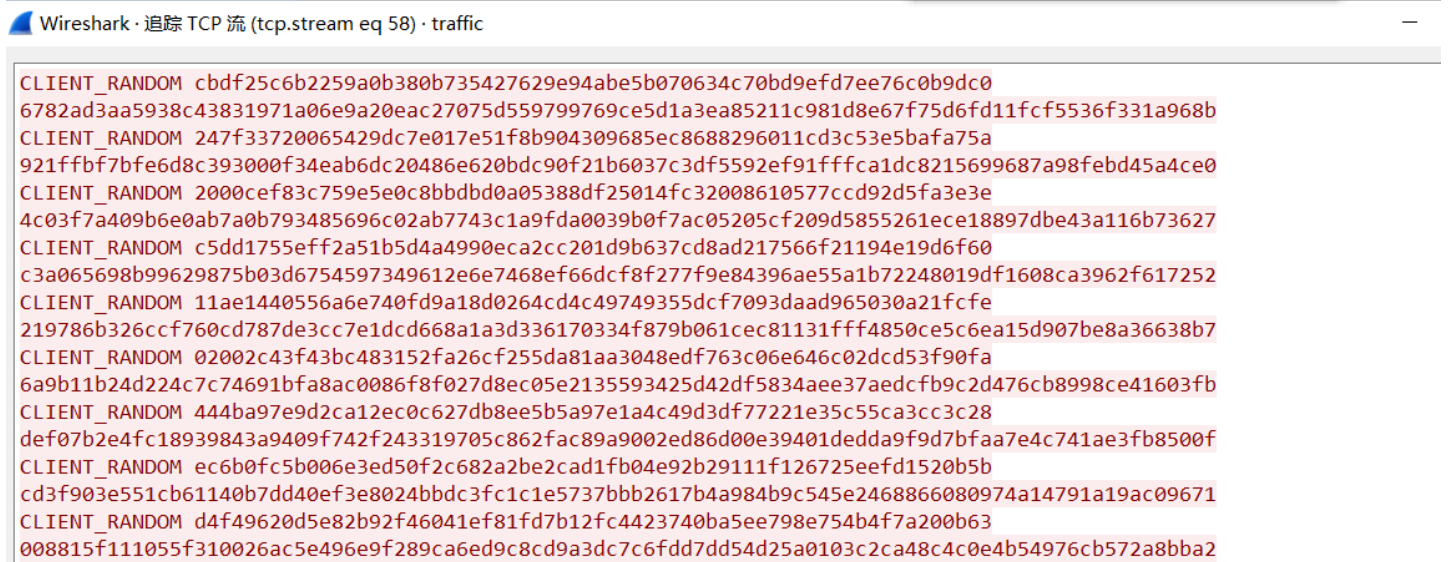 Wireshark · 追踪 TCP 流 (tcp.stream eq 58) · traffic
CLIENT_RANDOM cbdf25c6b2259a0b380b735427629e94abe5b070634c70bd9efd7ee76c0b9dc0
6782ad3aa5938c43831971a06e9a20eac27075d559799769ce5d1a3ea85211c981d8e67f75d6fd11fcf5536f331a968b
CLIENT_RANDOM 247f33720065429dc7e017e51f8b904309685ec8688296011cd3c53e5bafa75a
921ffbf7bfe6d8c393000f34eab6dc20486e620bdc90f21b6037c3df5592ef91fffca1dc8215699687a98febd45a4ce0
CLIENT_RANDOM 2000cef83c759e5e0c8bbdbd0a05388df25014fc32008610577ccd92d5fa3e3e
4c03f7a409b6e0ab7a0b793485696c02ab7743c1a9fda0039b0f7ac05205cf209d5855261ece18897dbe43a116b73627
CLIENT_RANDOM c5dd1755eff2a51b5d4a4990eca2cc201d9b637cd8ad217566f21194e19d6f60
c3a065698b99629875b03d6754597349612e6e7468ef66dcf8f277f9e84396ae55a1b72248019df1608ca3962f617252
CLIENT_RANDOM 11ae1440556a6e740fd9a18d0264cd4c49749355dcf7093daad965030a21fcfe
219786b326ccf760cd787de3cc7e1dcd668a1a3d336170334f879b061cec81131fff4850ce5c6ea15d907be8a36638b7
CLIENT_RANDOM 02002c43f43bc483152fa26cf255da81aa3048edf763c06e646c02dcd53f90fa
6a9b11b24d224c7c74691bfa8ac0086f8f027d8ec05e2135593425d42df5834aee37aedcfb9c2d476cb8998ce41603fb
CLIENT_RANDOM 444ba97e9d2ca12ec0c627db8ee5b5a97e1a4c49d3df77221e35c55ca3cc3c28
def07b2e4fc18939843a9409f742f243319705c862fac89a9002ed86d00e39401dedda9f9d7bfaa7e4c741ae3fb8500f
CLIENT_RANDOM ec6b0fc5b006e3ed50f2c682a2be2cad1fb04e92b29111f126725eefd1520b5b
cd3f903e551cb61140b7dd40ef3e8024bbdc3fc1c1e5737bbb2617b4a984b9c545e2468866080974a14791a19ac09671
CLIENT_RANDOM d4f49620d5e82b92f46041ef81fd7b12fc4423740ba5ee798e754b4f7a200b63
008815f111055f310026ac5e496e9f289ca6ed9c8cd9a3dc7c6fdd7dd54d25a0103c2ca48c4c0e4b54976cb572a8bba2